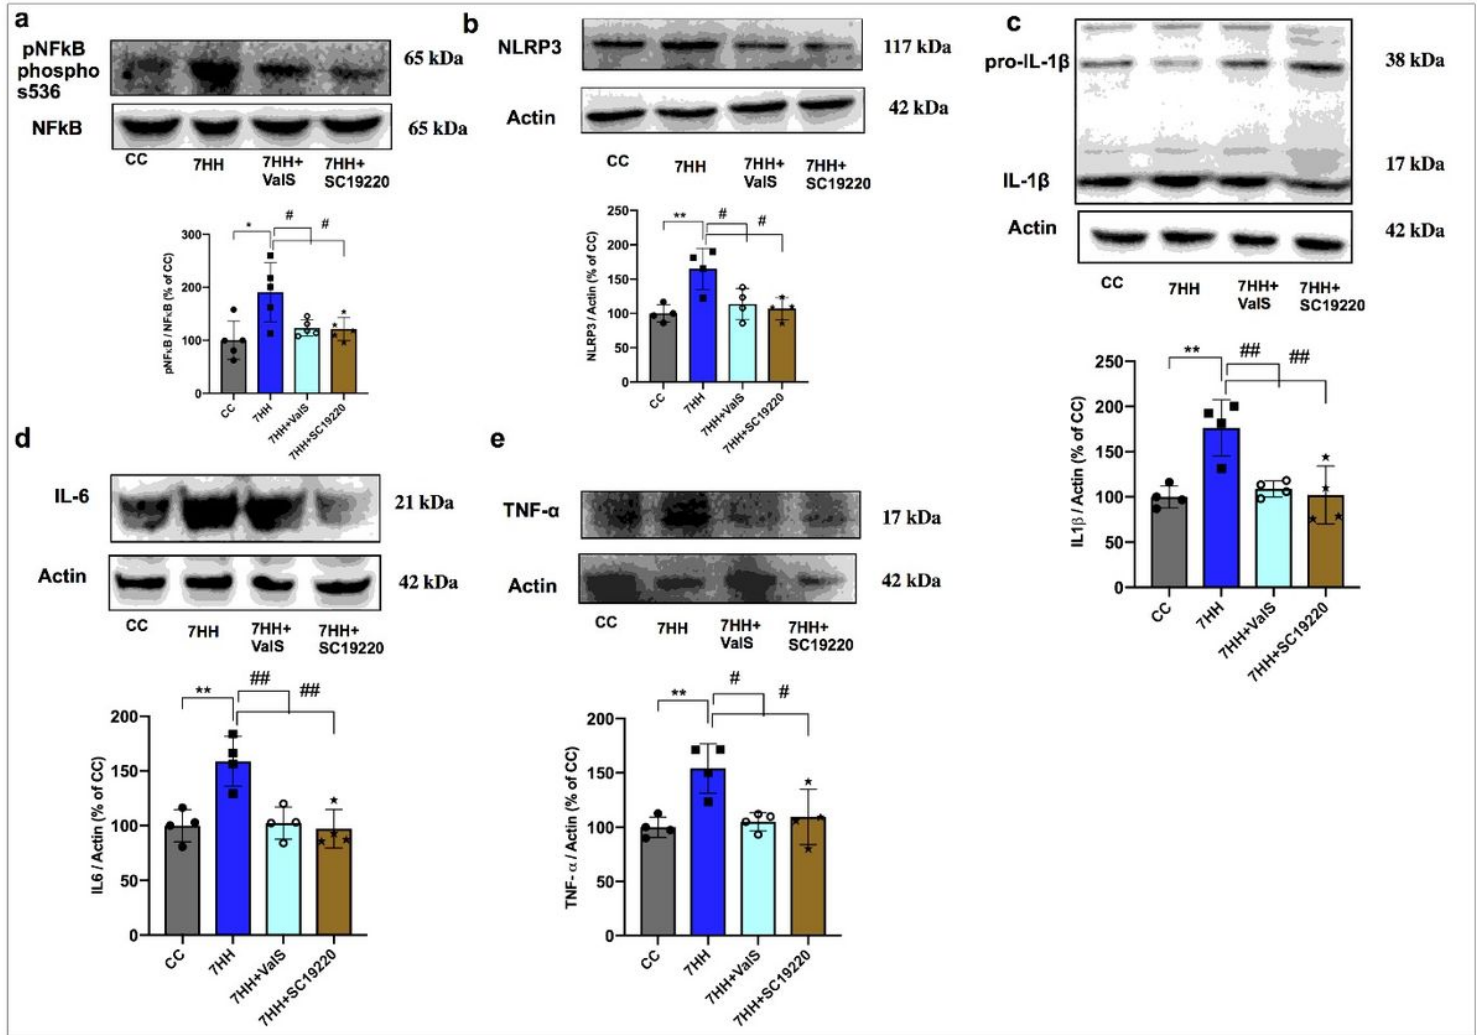 a
pNFkB
phospho
s536
65 kDa
NFkB
65 kDa
CC
7HH
7HH+
ValS
7HH+
SC19220
pNFκB / NFκB (% of CC)
300
200
100
0
*
#
#
CC
7HH
7HH+ValS
7HH+SC19220
b
NLRP3
117 kDa
Actin
42 kDa
CC
7HH
7HH+
ValS
7HH+
SC19220
NLRP3 / Actin (% of CC)
250
200
150
100
50
0
**
#
#
CC
7HH
7HH+ValS
7HH+SC19220
c
pro-IL-1β
38 kDa
17 kDa
IL-1β
Actin
42 kDa
CC
7HH
7HH+
ValS
7HH+
SC19220
IL1β / Actin (% of CC)
250
200
150
100
50
0
**
##
##
CC
7HH
7HH+ValS
7HH+SC19220
d
IL-6
21 kDa
Actin
42 kDa
CC
7HH
7HH+
ValS
7HH+
SC19220
IL6 / Actin (% of CC)
200
150
100
50
0
**
##
##
CC
7HH
7HH+ValS
7HH+SC19220
e
TNF-α
17 kDa
Actin
42 kDa
CC
7HH
7HH+
ValS
7HH+
SC19220
TNF- α / Actin (% of CC)
200
150
100
50
0
**
#
#
CC
7HH
7HH+ValS
7HH+SC19220